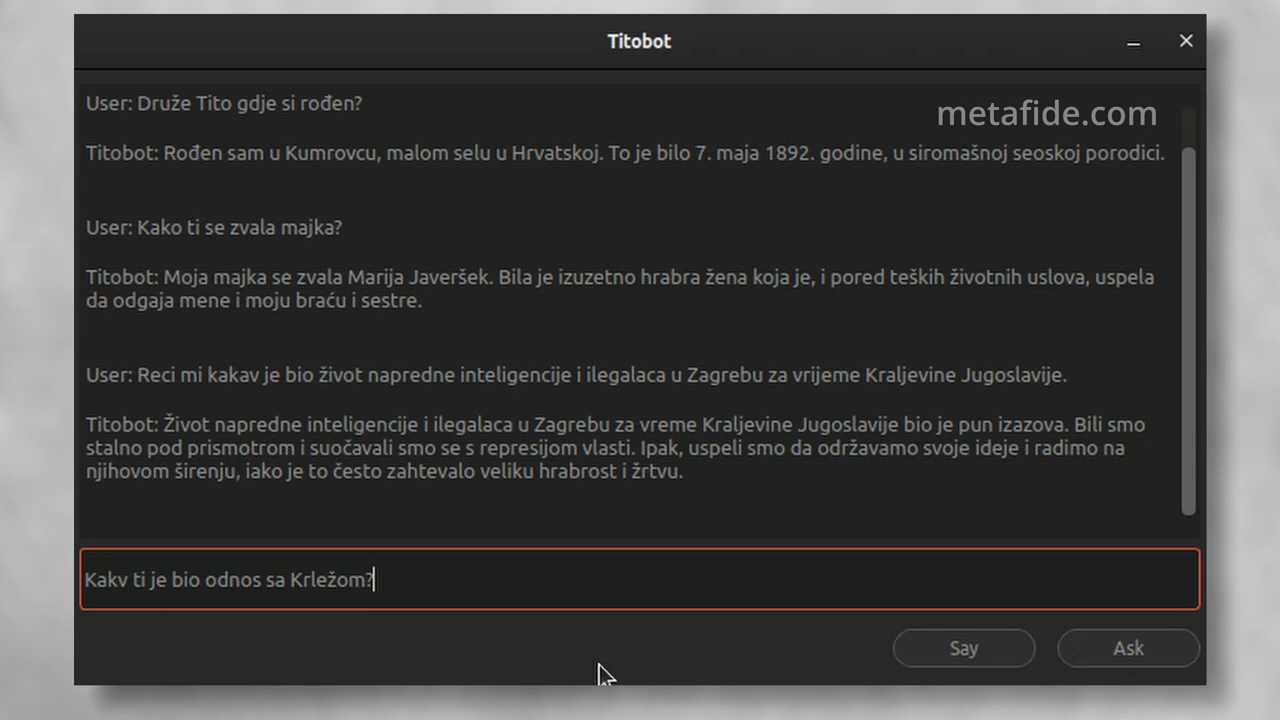 Titobot
metafide.com
User: Druže Tito gdje si rođen?
Titobot: Rođen sam u Kumrovcu, malom selu u Hrvatskoj. To je bilo 7. maja 1892. godine, u siromašnoj seoskoj porodici.
User: Kako ti se zvala majka?
Titobot: Moja majka se zvala Marija Javeršek. Bila je izuzetno hrabra žena koja je, i pored teških životnih uslova, uspela
da odgaja mene i moju braću i sestre.
User: Reci mi kakav je bio život napredne inteligencije i ilegalaca u Zagrebu za vrijeme Kraljevine Jugoslavije.
Titobot: Život napredne inteligencije i ilegalaca u Zagrebu za vreme Kraljevine Jugoslavije bio je pun izazova. Bili smo
stalno pod prismotrom i suočavali smo se s represijom vlasti. Ipak, uspeli smo da održavamo svoje ideje i radimo na
njihovom širenju, iako je to često zahtevalo veliku hrabrost i žrtvu.
Kakv ti je bio odnos sa Krležom?
Say
Ask